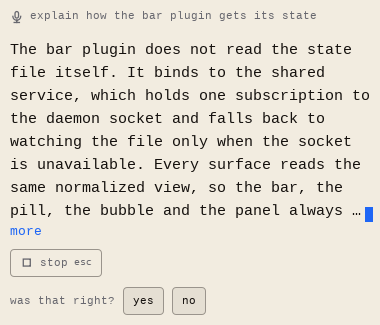 explain how the bar plugin gets its state
The bar plugin does not read the state
file itself. It binds to the shared
service, which holds one subscription to
the daemon socket and falls back to
watching the file only when the socket
is unavailable. Every surface reads the
same normalized view, so the bar, the
pill, the bubble and the panel always …
more
stop esc
was that right? yes no